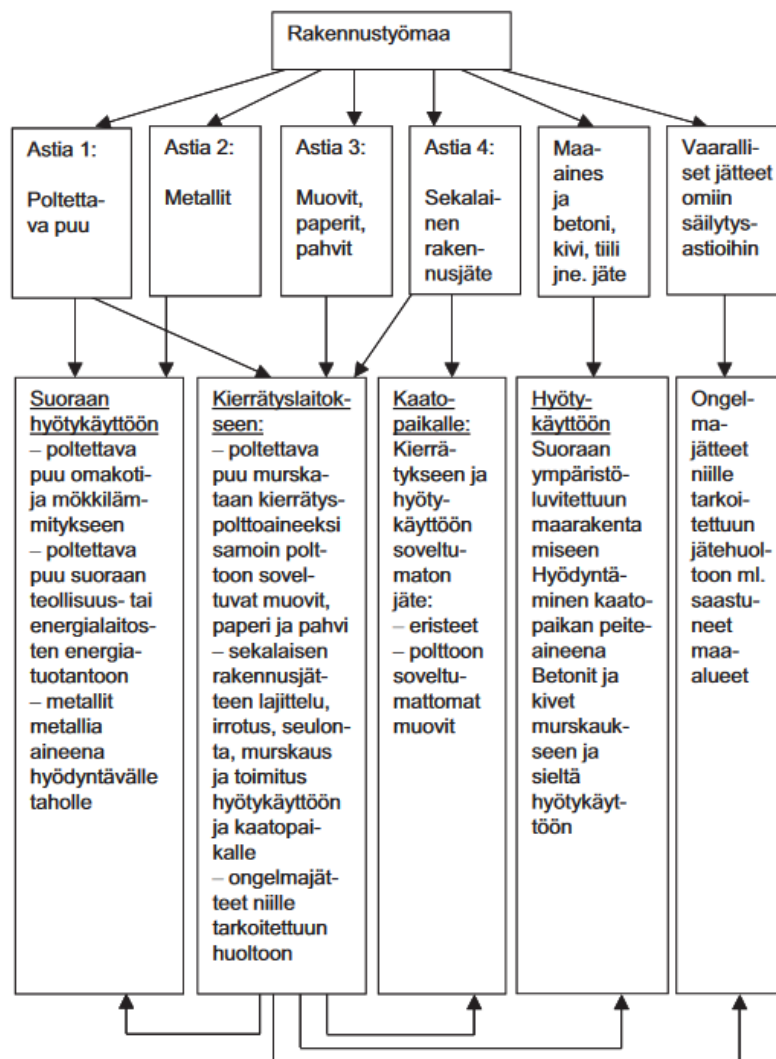 Rakennustyömaa
Astia 1:
Poltetta-
va puu
Astia 2:
Metallit
Astia 3:
Muovit,
paperit,
pahvit
Astia 4:
Sekalai-
nen
raken-
nusjäte
Maa-
aines
ja
betoni,
kivi, tiili
jne. jäte
Vaaralli-
set jätteet
omiin
säilytys-
astioihin
Suoraan
hyötykäyttöön
– poltettava
puu omakoti-
ja mökkiläm-
mitykseen
– poltettava
puu suoraan
teollisuus- tai
energialaitos-
ten energia-
tuotantoon
– metallit
metallia
aineena
hyödyntävälle
taholle
Kierrätyslaitok-
seen:
– poltettava
puu murska-
taan kierrätys-
polttoaineeksi
samoin polt-
toon sovel-
tuvat muovit,
paperi ja pahvi
– sekalaisen
rakennusjät-
teen lajittelu,
irrotus, seulon-
ta, murskaus
ja toimitus
hyötykäyttöön
ja kaatopai-
kalle
– ongelmajät-
teet niille
tarkoitettuun
huoltoon
Kaato-
paikalle:
Kierrä-
tykseen ja
hyöty-
käyttöön
soveltu-
maton
jäte:
– eristeet
– polttoon
soveltu-
mattomat
muovit
Hyöty-
käyttöön
Suoraan
ympäristö-
luvitettuun
maarakenta
miseen
Hyödyntä-
minen kaato-
paikan peite-
aineena
Betonit ja
kivet
murskauk-
seen ja
sieltä
hyötykäyt-
töön
Ongel-
ma-
jätteet
niille
tarkoi-
tettuun
jätehuol-
toon ml.
saastu-
neet
maa-
alueet